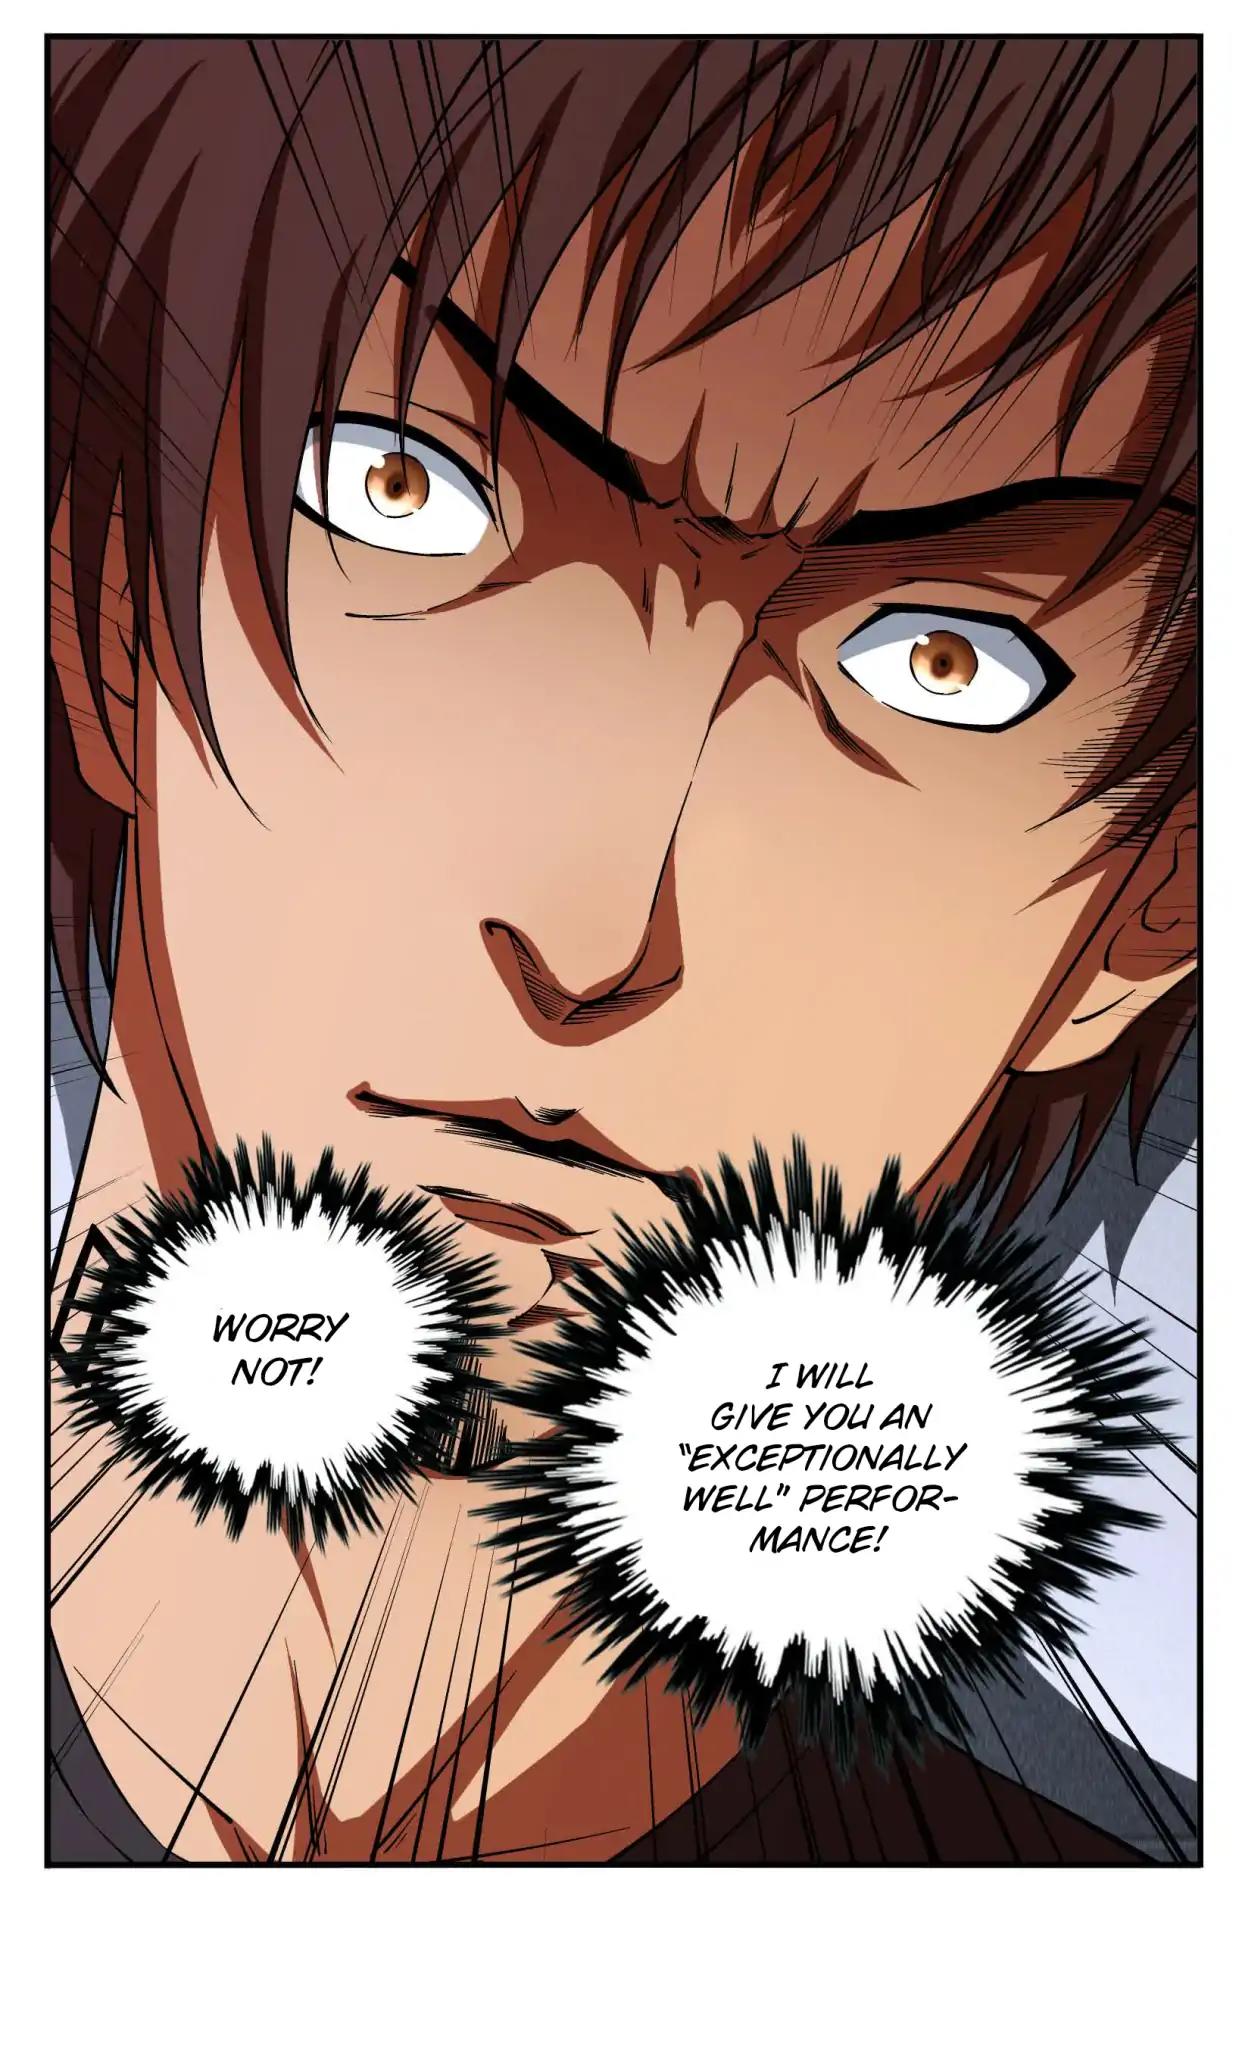 WORRY
NOT!
I WILL
GIVE YOU AN
"EXCEPTIONALLY
WELL" PERFOR-
MANCE!